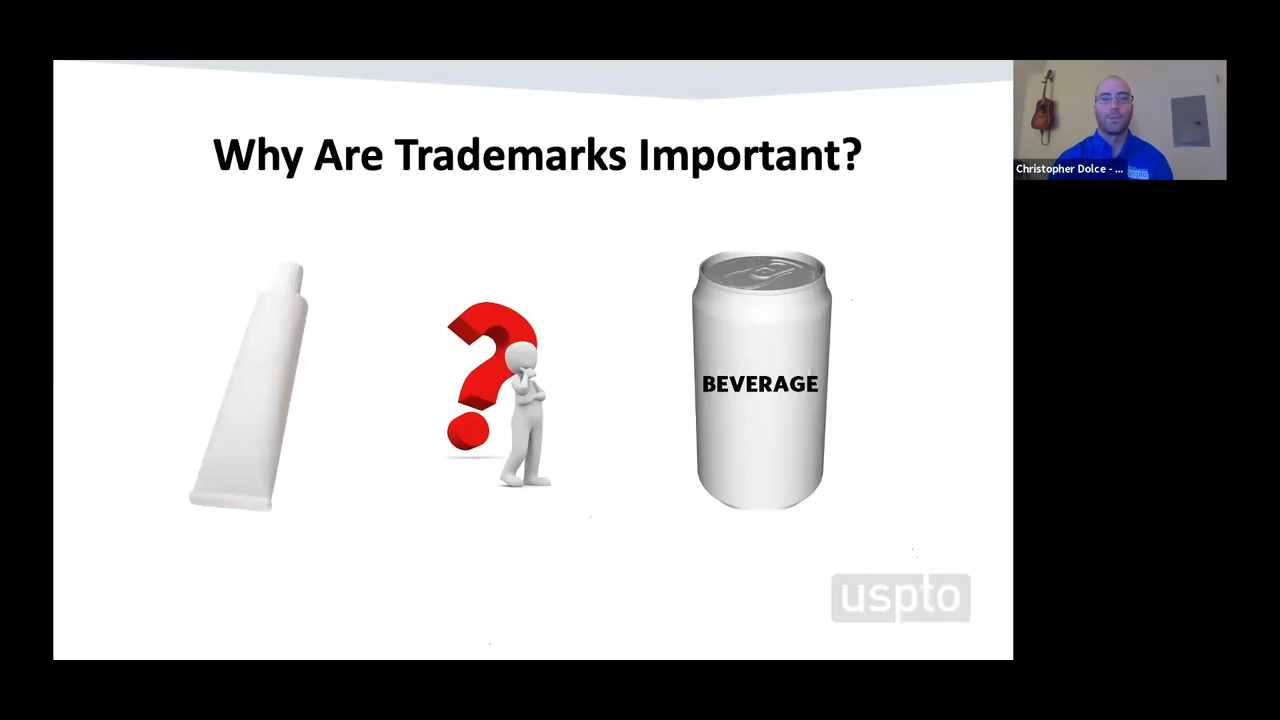 Why Are Trademarks Important?
BEVERAGE
uspto
Christopher Dolce - ...